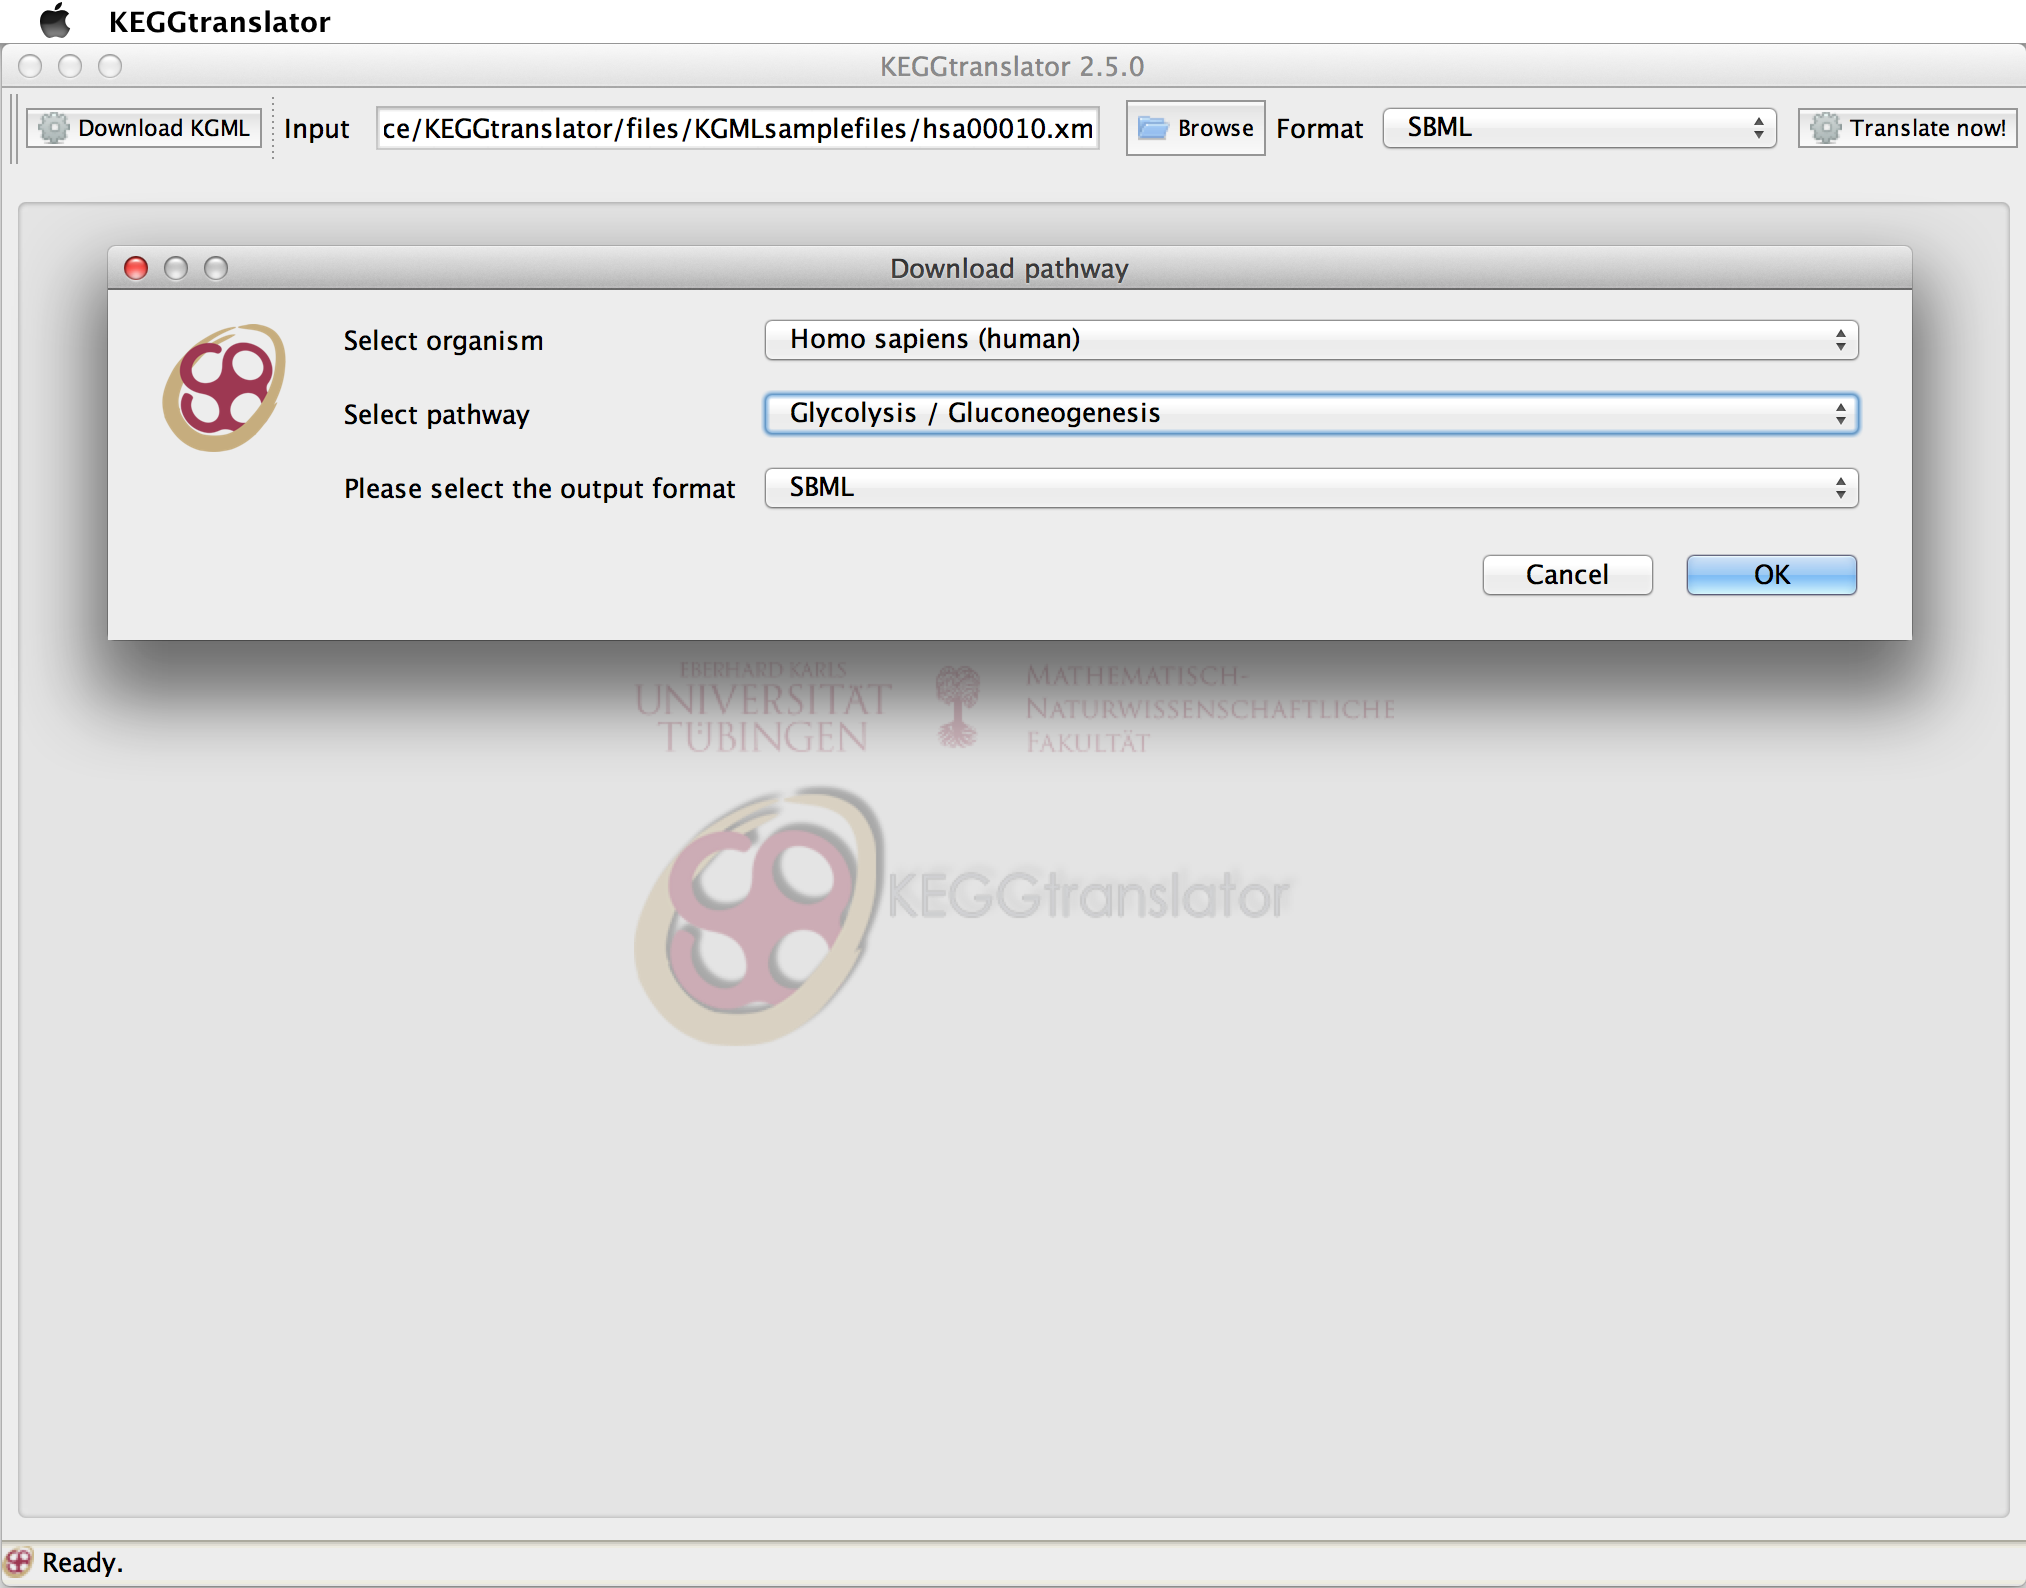 KEGGtranslator
KEGGtranslator 2.5.0
Download KGML Input ce/KEGGtranslator/files/KGMLsamplefiles/hsa00010.xm Browse Format SBML Translate now!
Download pathway
Select organism Homo sapiens (human)
Select pathway Glycolysis / Gluconeogenesis
Please select the output format SBML
Cancel OK
EBERHARD KARLS
UNIVERSITÄT
TÜBINGEN
MATHEMATISCH-
NATURWISSENSCHAFTLICHE
FAKULTÄT
KEGGtranslator
Ready.